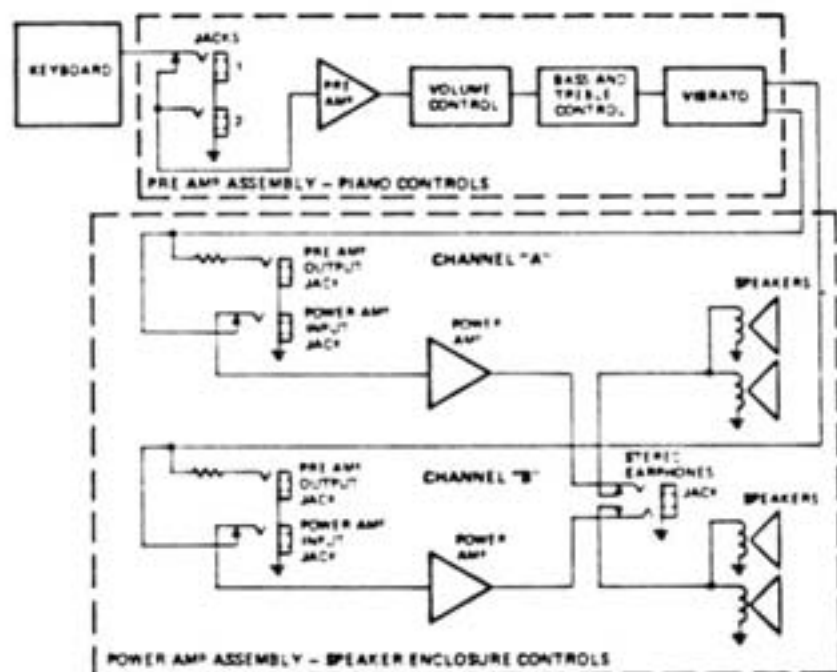 KEYBOARD
JACKS
1
2
PRE
AMP
VOLUME
CONTROL
BASS AND
TREBLE
CONTROL
VIBRATO
PRE AMP ASSEMBLY – PIANO CONTROLS
PRE AMP
OUTPUT
JACK
CHANNEL "A"
SPEAKERS
POWER AMP
INPUT
JACK
POWER
AMP
PRE AMP
OUTPUT
JACK
CHANNEL "B"
STEREO
EARPHONES
JACK
SPEAKERS
POWER AMP
INPUT
JACK
POWER
AMP
POWER AMP ASSEMBLY – SPEAKER ENCLOSURE CONTROLS